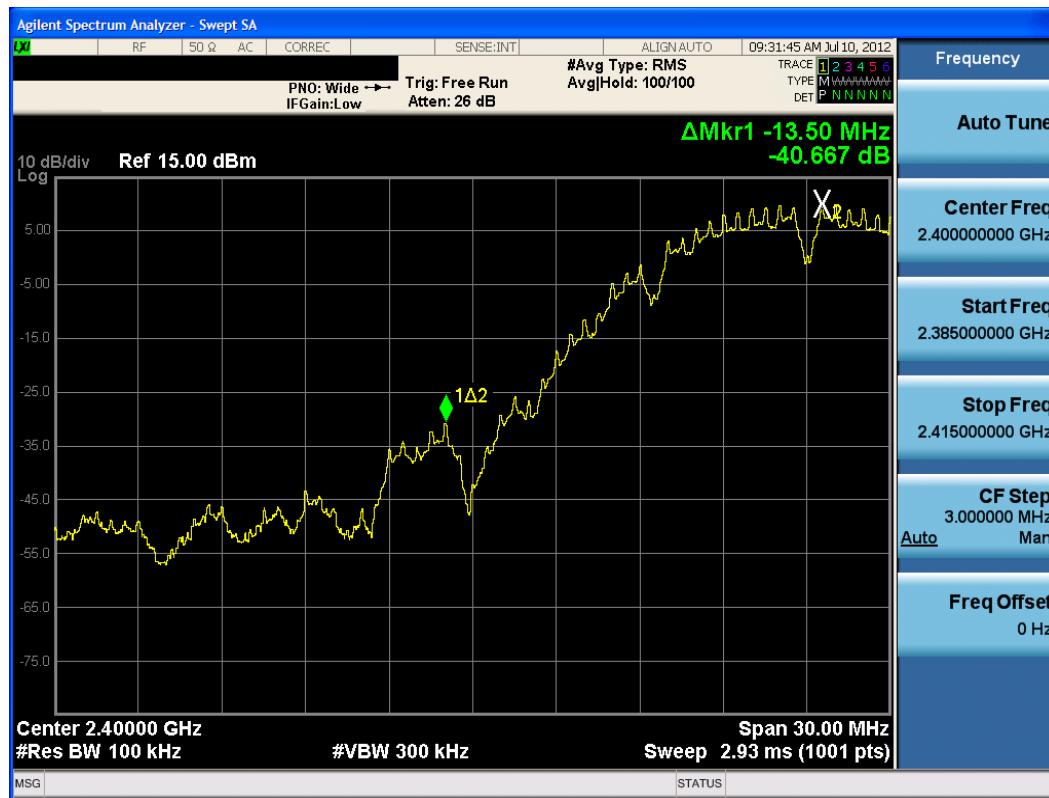 Agilent Spectrum Analyzer - Swept SA
LXI RF 50 Ω AC CORREC SENSE:INT ALIGN AUTO 09:31:45 AM Jul 10, 2012
PNO: Wide
IFGain:Low
Trig: Free Run
Atten: 26 dB
#Avg Type: RMS
Avg|Hold: 100/100
TRACE 1 2 3 4 5 6
TYPE M WWWWW
DET P N N N N N
ΔMkr1 -13.50 MHz
-40.667 dB
10 dB/div Ref 15.00 dBm
Log
5.00
-5.00
-15.0
-25.0
-35.0
-45.0
-55.0
-65.0
-75.0
1Δ2
X2
Center 2.40000 GHz Span 30.00 MHz
#Res BW 100 kHz #VBW 300 kHz Sweep 2.93 ms (1001 pts)
MSG STATUS
Frequency
Auto Tune
Center Freq
2.400000000 GHz
Start Freq
2.385000000 GHz
Stop Freq
2.415000000 GHz
CF Step
3.000000 MHz
Auto Man
Freq Offset
0 Hz